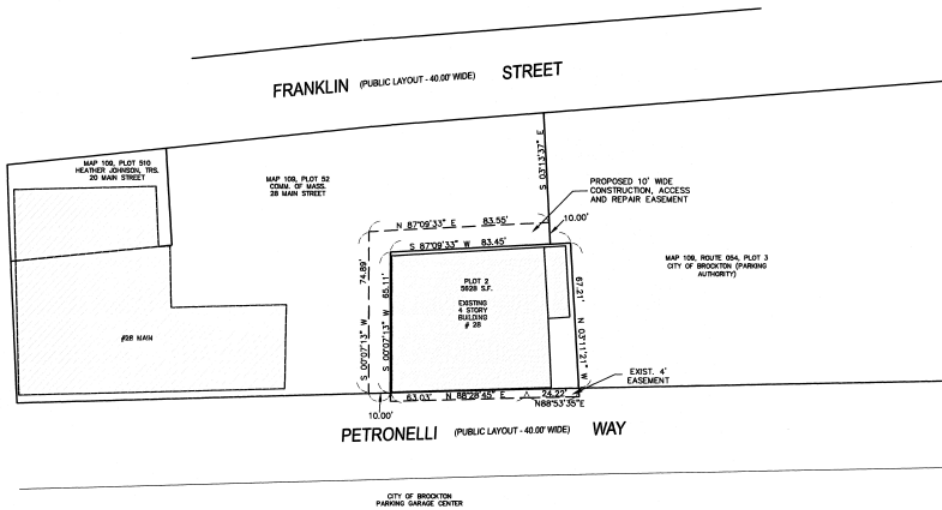 FRANKLIN (PUBLIC LAYOUT - 40.00' WIDE) STREET
MAP 109, PLOT 510
HEATHER JOHNSON, TRS.
20 MAIN STREET
MAP 109, PLOT 52
COMM. OF MASS.
28 MAIN STREET
S 03°13'37" E
PROPOSED 10' WIDE
CONSTRUCTION, ACCESS
AND REPAIR EASEMENT
10.00'
N 87°09'33" E 83.55'
S 87°09'33" W 83.45'
S 00°07'13" W 74.89'
S 00°07'13" W 65.11'
PLOT 2
5628 S.F.
EXISTING
4 STORY
BUILDING
# 28
67.21' N 03°11'21" W
MAP 109, ROUTE 054, PLOT 3
CITY OF BROCKTON (PARKING
AUTHORITY)
#28 MAIN
EXIST. 4'
EASEMENT
63.03' N 88°28'45" E
24.22'
N88°53'35"E
10.00'
PETRONELLI (PUBLIC LAYOUT - 40.00' WIDE) WAY
CITY OF BROCKTON
PARKING GARAGE CENTER